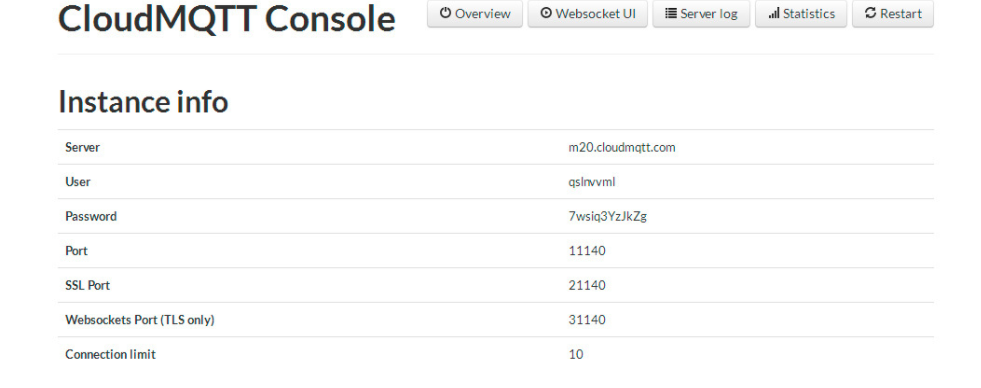 CloudMQTT Console
Overview Websocket UI Server log Statistics Restart
Instance info
Server m20.cloudmqtt.com
User qslnvvml
Password 7wsiq3YzJkZg
Port 11140
SSL Port 21140
Websockets Port (TLS only) 31140
Connection limit 10